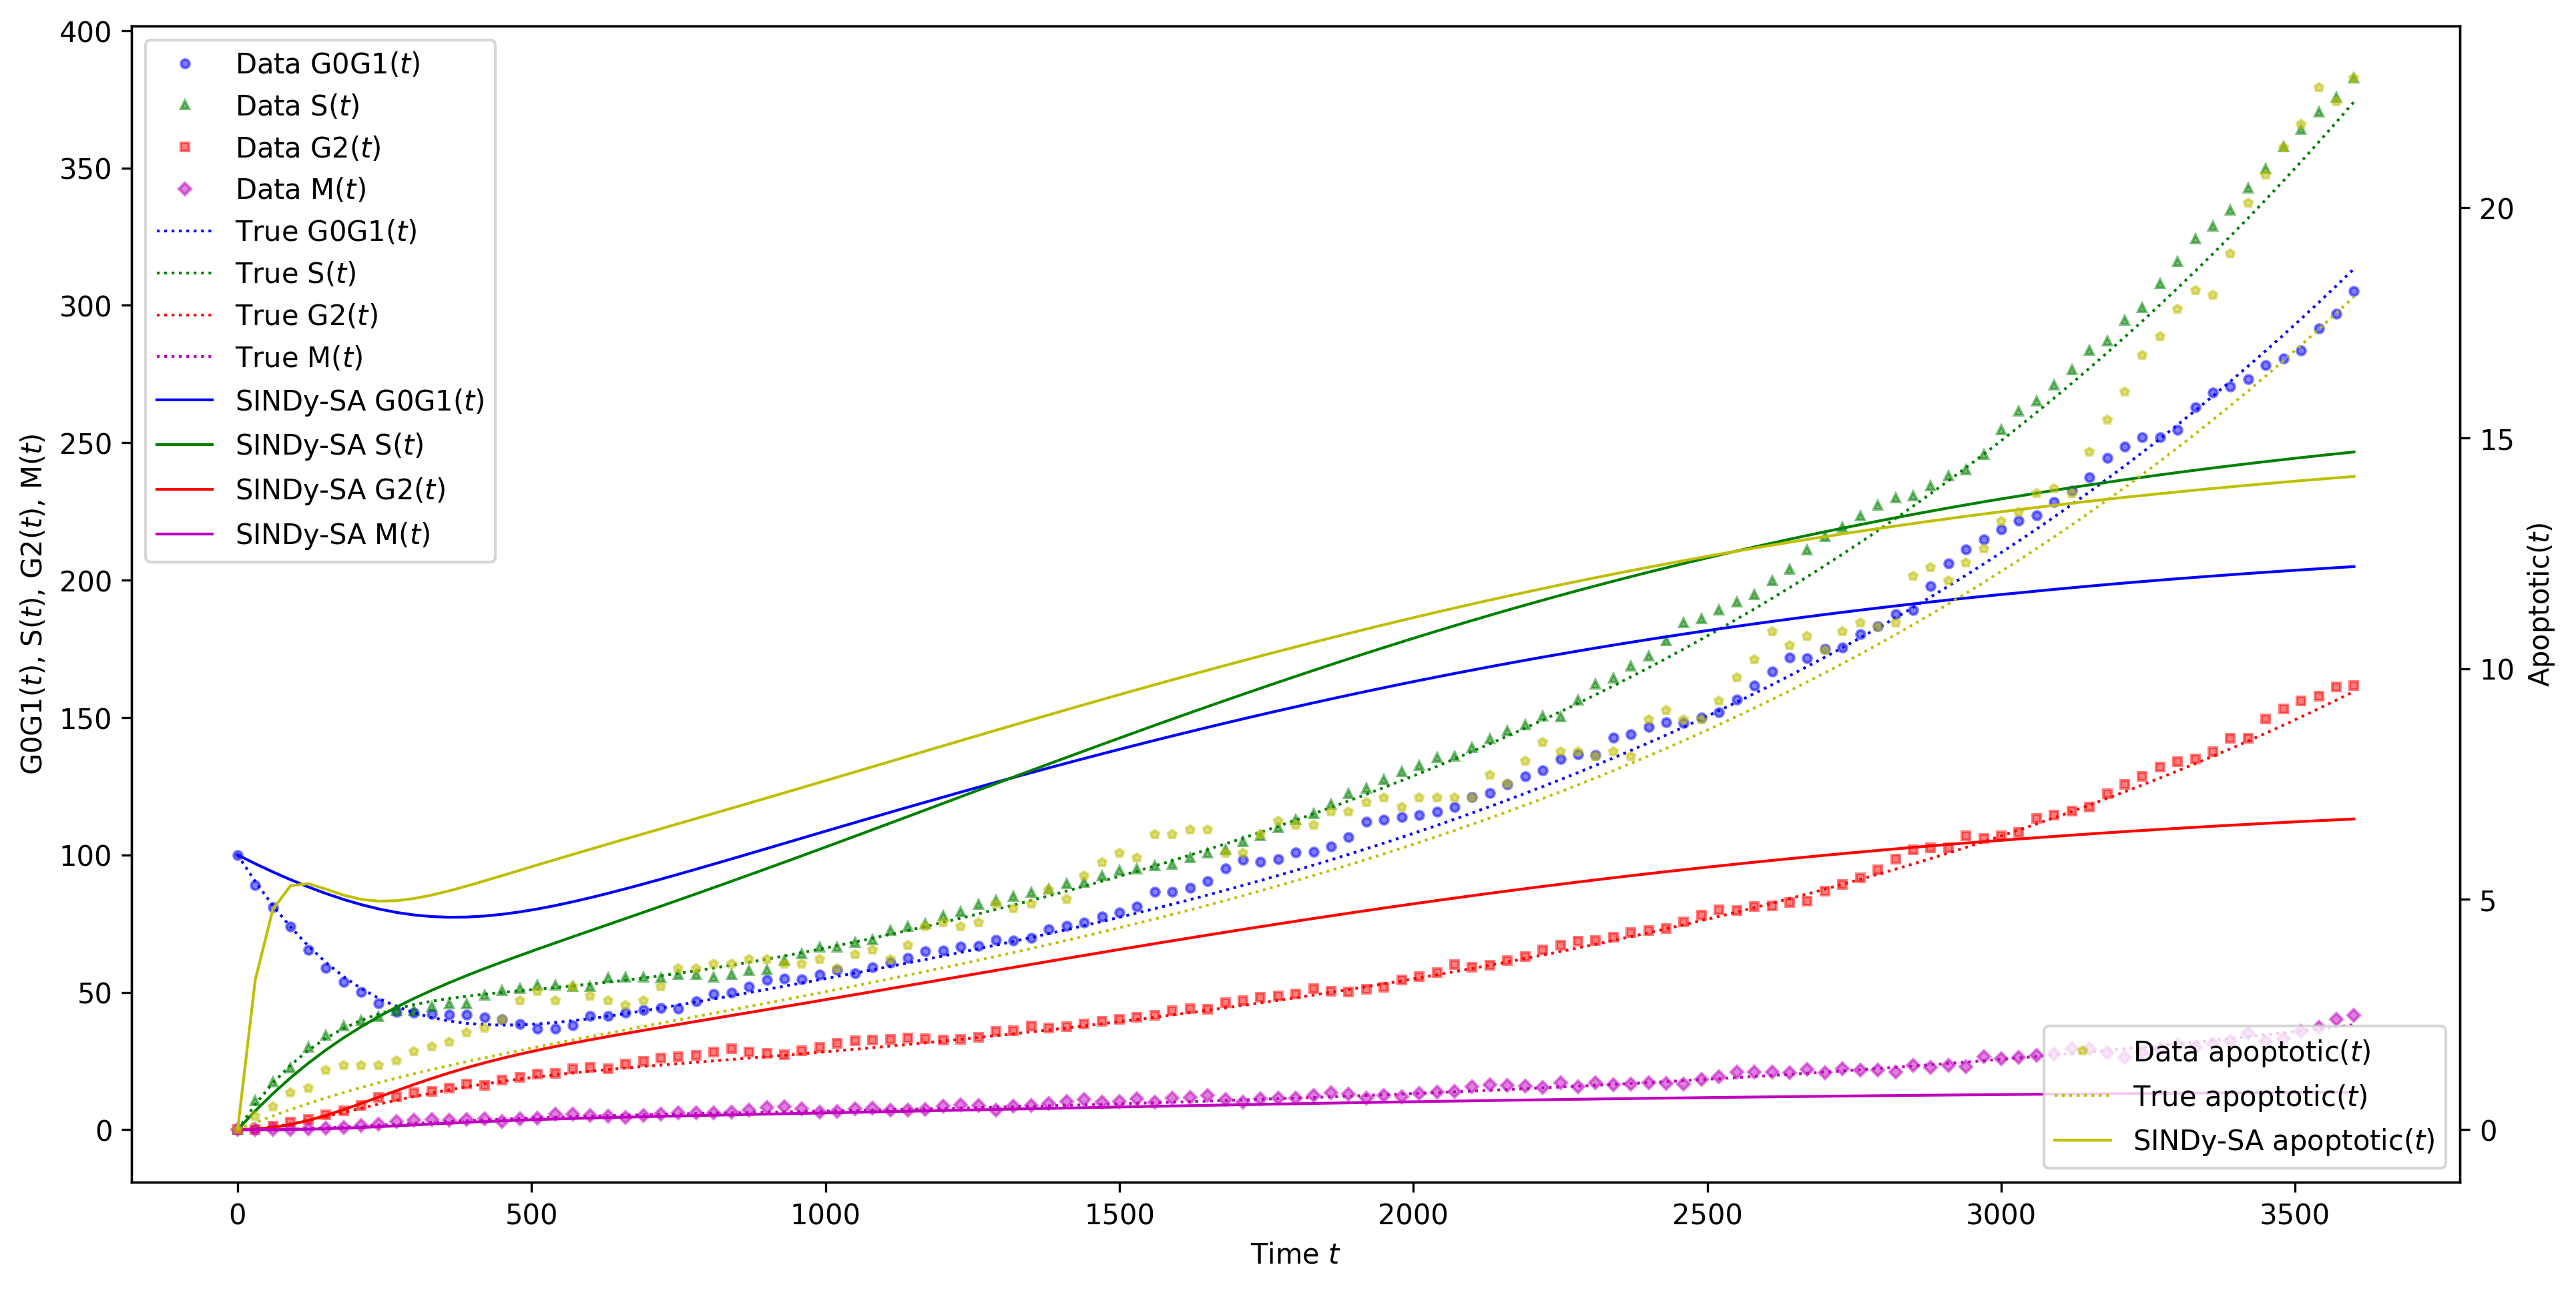 400
350
300
250
200
150
100
50
0
G0G1(t), S(t), G2(t), M(t)
Data G0G1(t)
Data S(t)
Data G2(t)
Data M(t)
True G0G1(t)
True S(t)
True G2(t)
True M(t)
SINDy-SA G0G1(t)
SINDy-SA S(t)
SINDy-SA G2(t)
SINDy-SA M(t)
20
15
10
5
0
Apoptotic(t)
Data apoptotic(t)
True apoptotic(t)
SINDy-SA apoptotic(t)
0 500 1000 1500 2000 2500 3000 3500
Time t